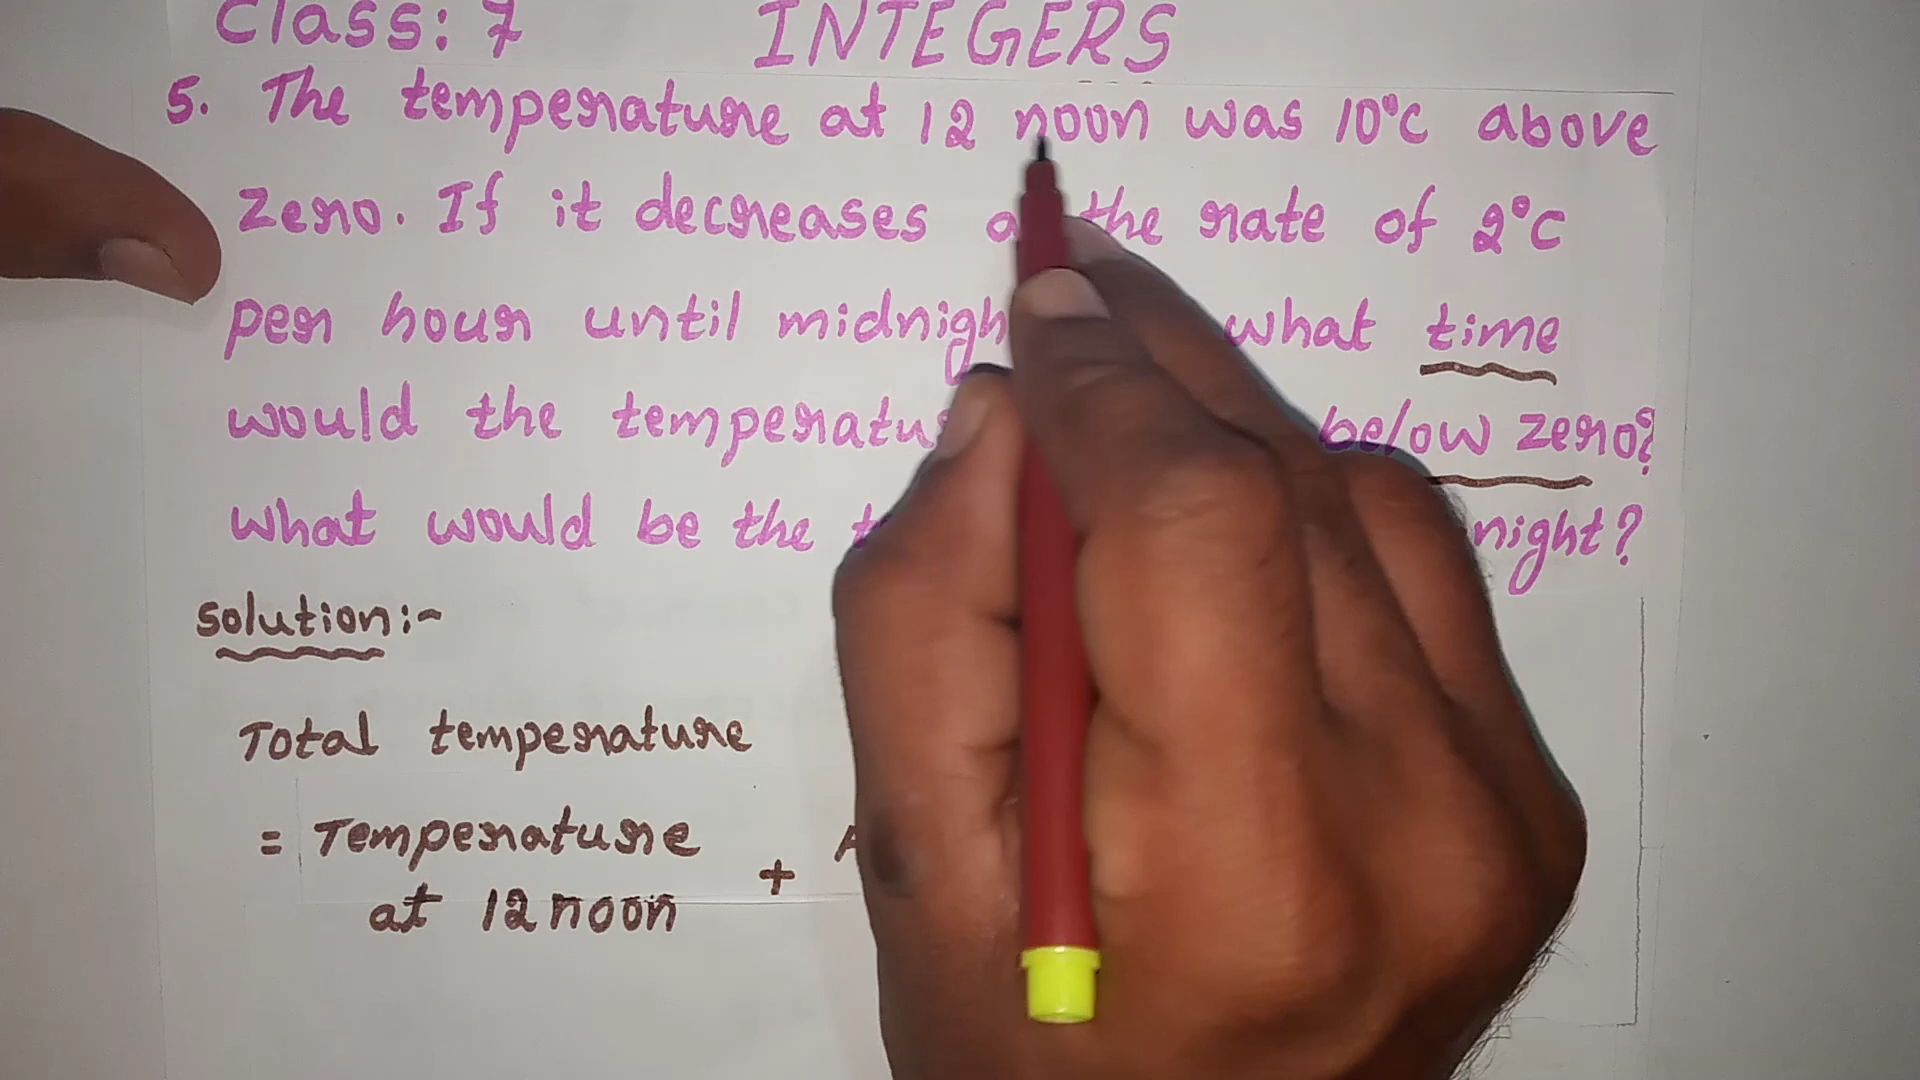 Class: 7 INTEGERS
5. The temperature at 12 noon was 10°C above
zero. If it decreases the rate of 2°C
per hour until what time
would the below zero?
what would be the night?
Solution:-
Total temperature
= Temperature
+
at 12 noon